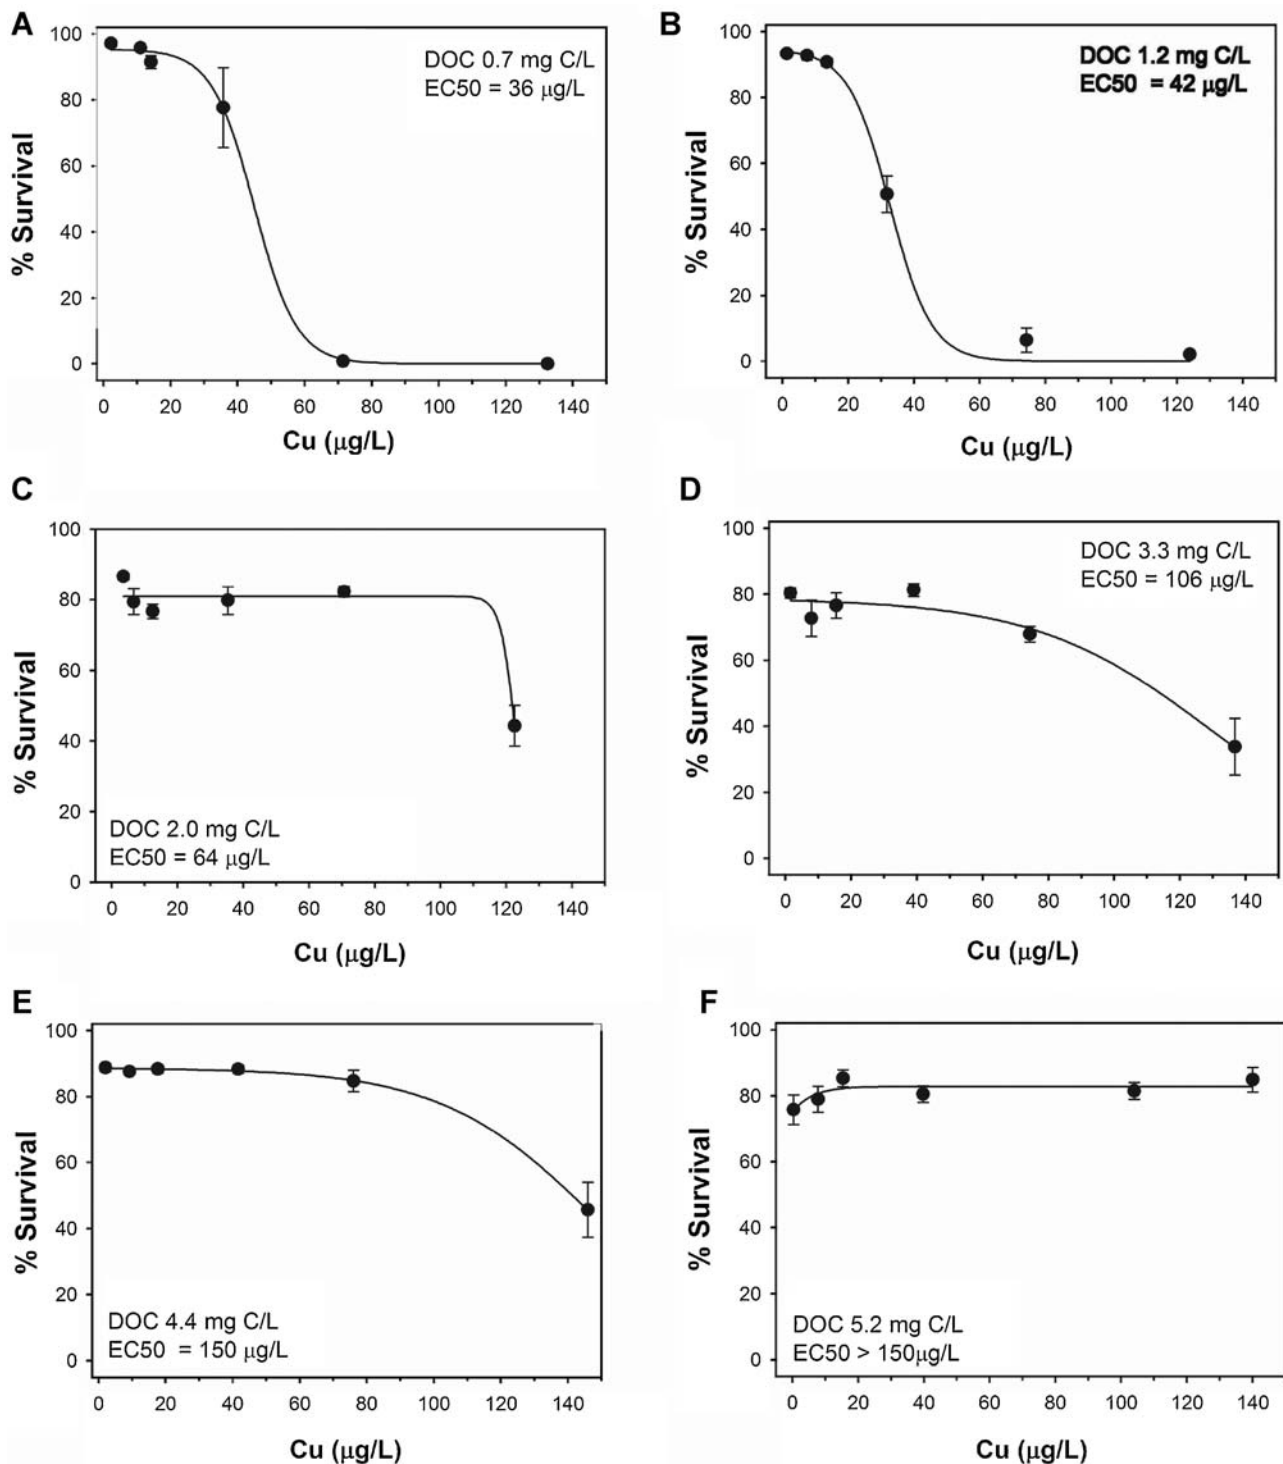 A
DOC 0.7 mg C/L
EC50 = 36 μg/L
% Survival
100
80
60
40
20
0
0 20 40 60 80 100 120 140
Cu (μg/L)
B
DOC 1.2 mg C/L
EC50 = 42 μg/L
% Survival
100
80
60
40
20
0
0 20 40 60 80 100 120 140
Cu (μg/L)
C
DOC 2.0 mg C/L
EC50 = 64 μg/L
% Survival
100
80
60
40
20
0
0 20 40 60 80 100 120 140
Cu (μg/L)
D
DOC 3.3 mg C/L
EC50 = 106 μg/L
% Survival
100
80
60
40
20
0
0 20 40 60 80 100 120 140
Cu (μg/L)
E
DOC 4.4 mg C/L
EC50 = 150 μg/L
% Survival
100
80
60
40
20
0
0 20 40 60 80 100 120 140
Cu (μg/L)
F
DOC 5.2 mg C/L
EC50 > 150μg/L
% Survival
100
80
60
40
20
0
0 20 40 60 80 100 120 140
Cu (μg/L)